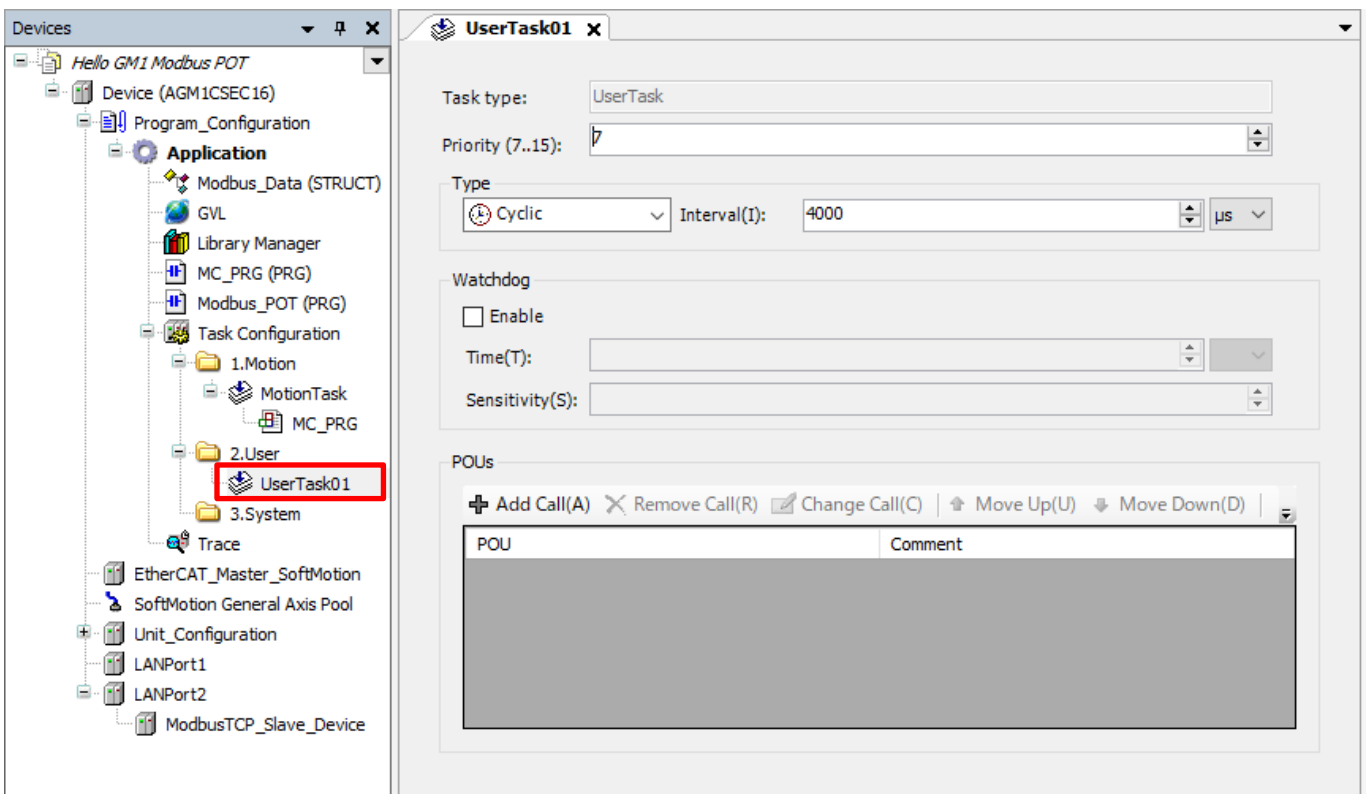 Devices
Hello GM1 Modbus POT
Device (AGM1CSEC16)
Program_Configuration
Application
Modbus_Data (STRUCT)
GVL
Library Manager
MC_PRG (PRG)
Modbus_POT (PRG)
Task Configuration
1.Motion
MotionTask
MC_PRG
2.User
UserTask01
3.System
Trace
EtherCAT_Master_SoftMotion
SoftMotion General Axis Pool
Unit_Configuration
LANPort1
LANPort2
ModbusTCP_Slave_Device
UserTask01
Task type: UserTask
Priority (7..15): 7
Type
Cyclic Interval(I): 4000 µs
Watchdog
Enable
Time(T):
Sensitivity(S):
POUs
Add Call(A) Remove Call(R) Change Call(C) Move Up(U) Move Down(D)
POU Comment